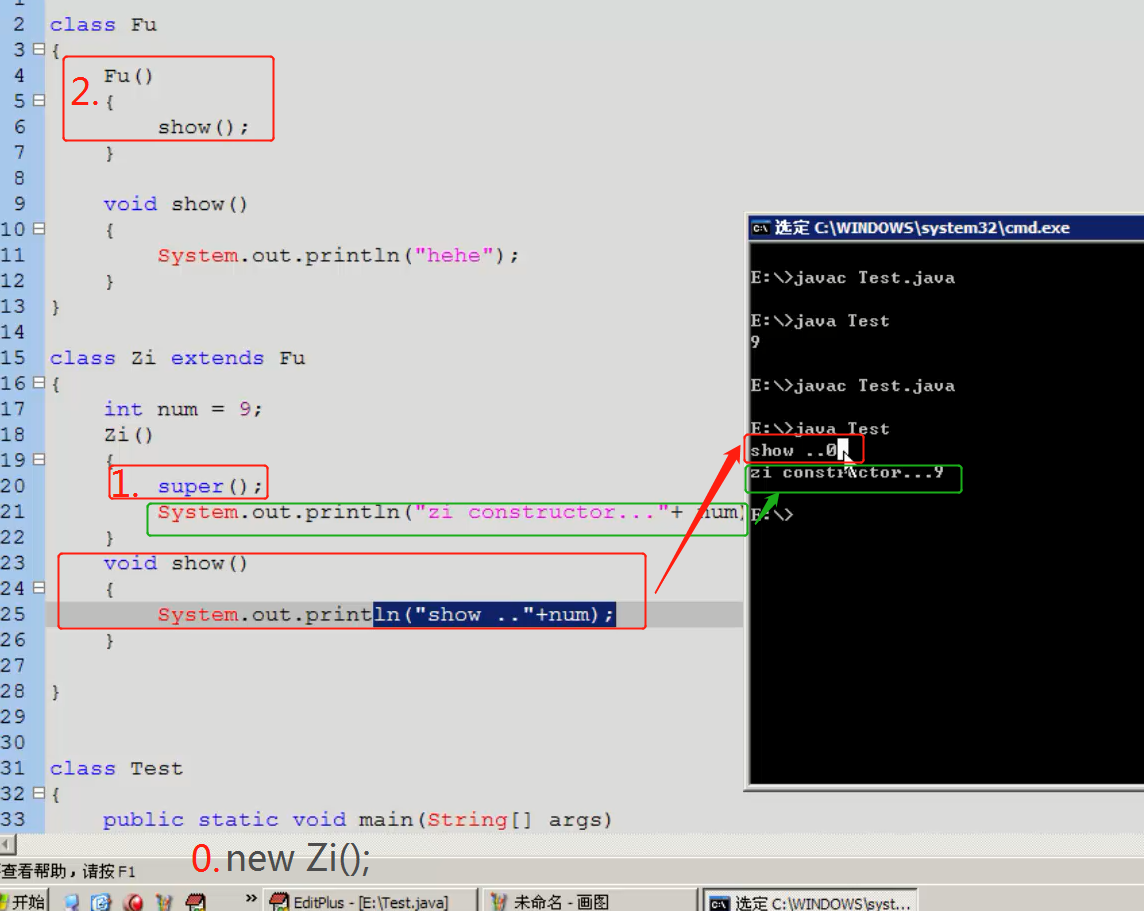 1
2 class Fu
3 {
4 Fu()
5 2. {
6 show();
7 }
8
9 void show()
10 {
11 System.out.println("hehe");
12 }
13 }
14
15 class Zi extends Fu
16 {
17 int num = 9;
18 Zi()
19 {
20 1. super();
21 System.out.println("zi constructor..."+ num)
22 }
23 void show()
24 {
25 System.out.println("show .."+num);
26 }
27
28 }
29
30
31 class Test
32 {
33 public static void main(String[] args)
0. new Zi();
选定 C:\WINDOWS\system32\cmd.exe
E:\>javac Test.java
E:\>java Test
9
E:\>javac Test.java
E:\>java Test
show ..0
zi constructor...9
E:\>
查看帮助，请按 F1
开始
»
EditPlus - [E:\Test.java]
未命名 - 画图
选定 C:\WINDOWS\syst...